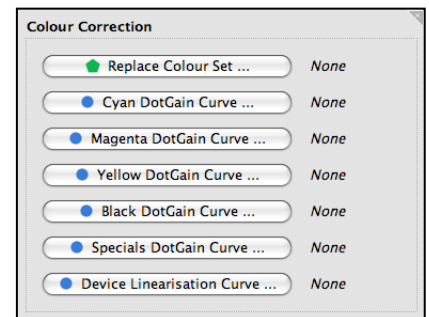 Colour Correction
Replace Colour Set ... None
Cyan DotGain Curve ... None
Magenta DotGain Curve ... None
Yellow DotGain Curve ... None
Black DotGain Curve ... None
Specials DotGain Curve ... None
Device Linearisation Curve ... None